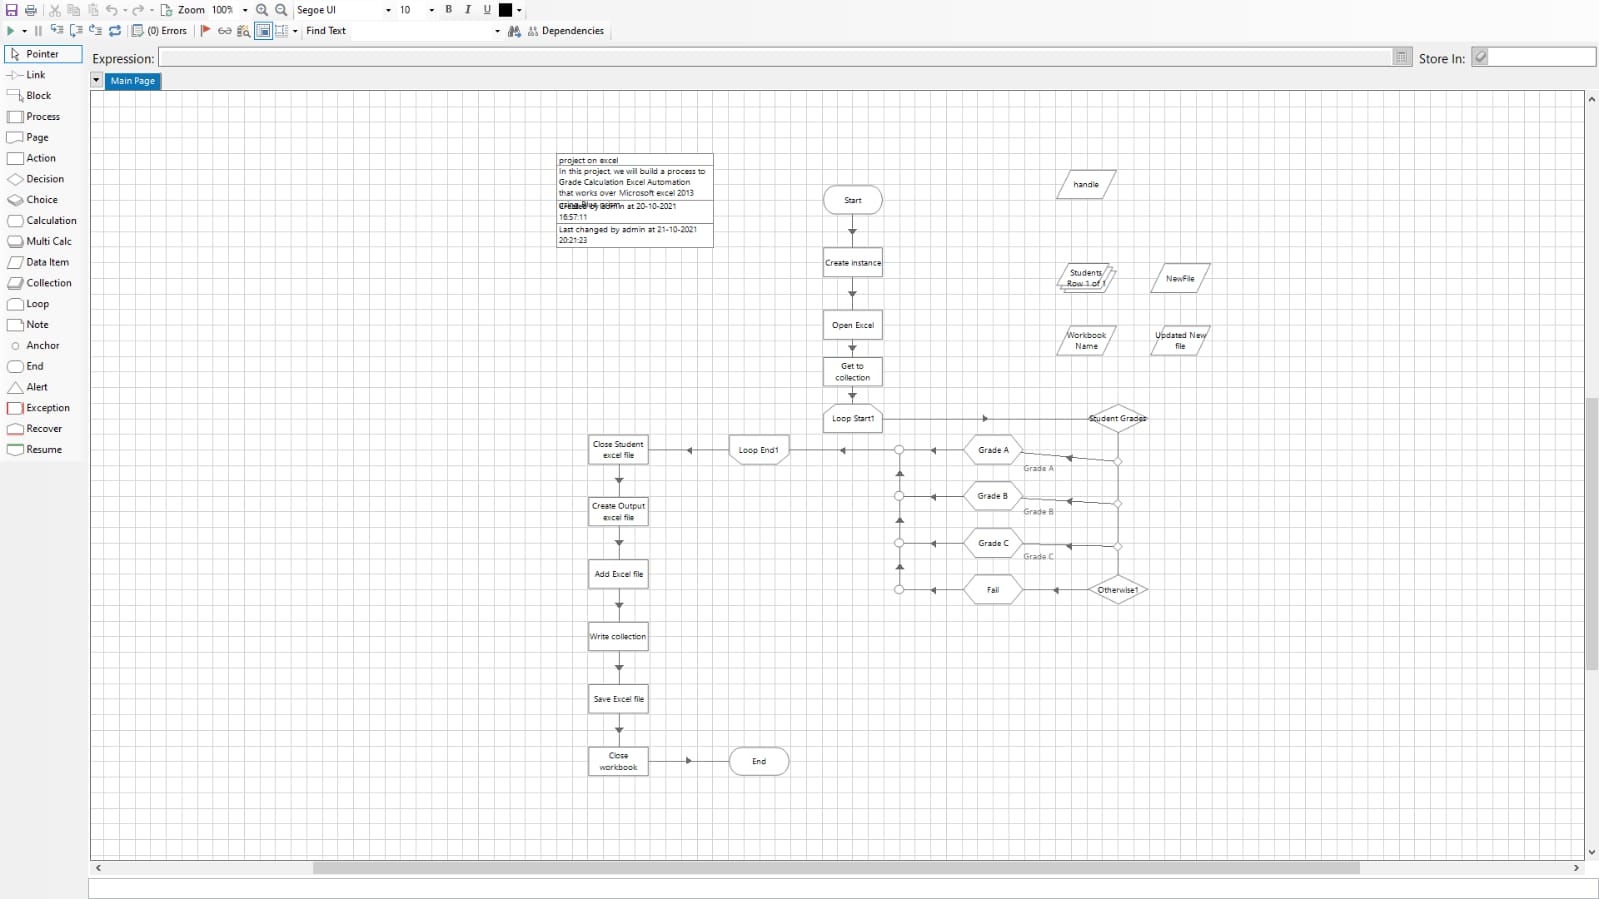 Zoom 100%
Segoe UI
10
B I U
(0) Errors
Find Text
Dependencies
Pointer
Expression:
Store In:
Link
Main Page
Block
Process
Page
Action
Decision
Choice
Calculation
Multi Calc
Data Item
Collection
Loop
Note
Anchor
End
Alert
Exception
Recover
Resume
project on excel
In this project, we will build a process to
Grade Calculation Excel Automation
that works over Microsoft excel 2013
Created by admin at 20-10-2021
16:57:11
Last changed by admin at 21-10-2021
20:21:23
Start
Create instance
Open Excel
Get to
collection
Loop Start1
handle
Students
Row 1 of 1
NewFile
Workbook
Name
Updated New
file
Student Grades
Grade A
Grade A
Grade B
Grade B
Grade C
Grade C
Fail
Otherwise1
Loop End1
Close Student
excel file
Create Output
excel file
Add Excel file
Write collection
Save Excel file
Close
workbook
End